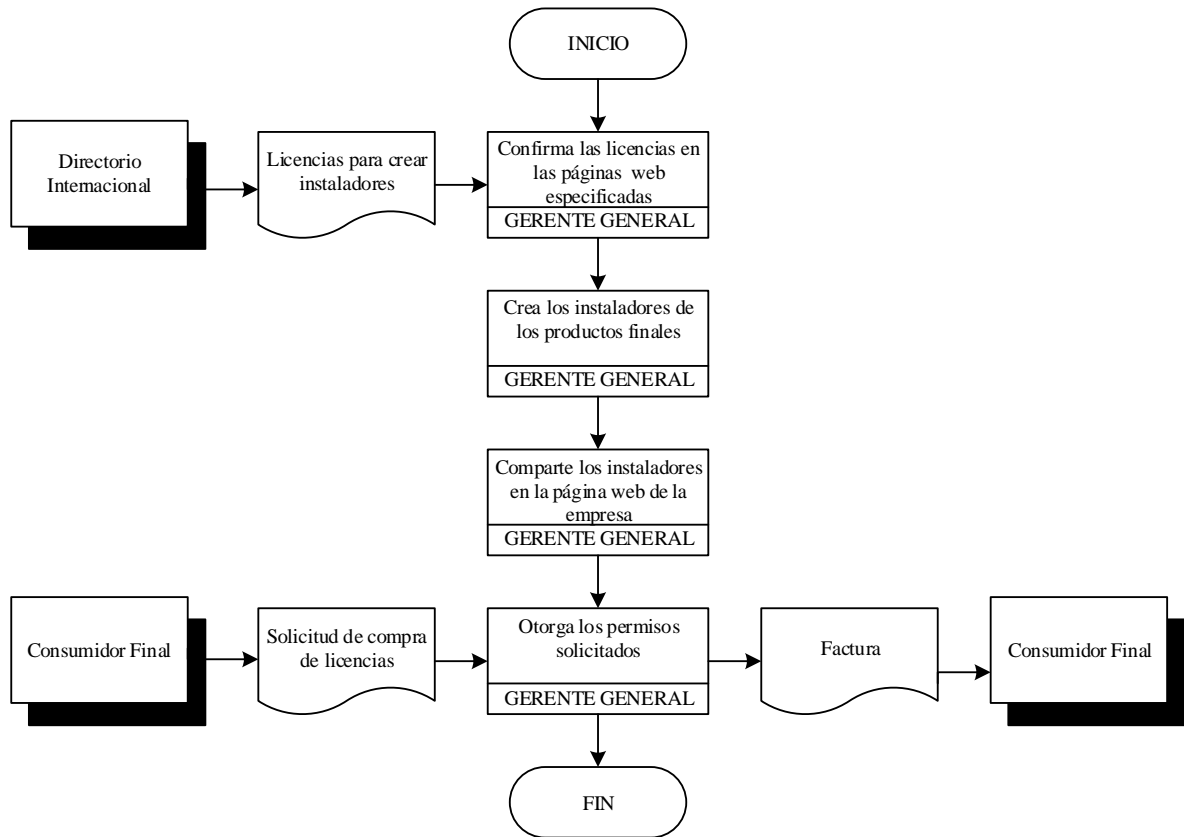 INICIO
Directorio
Internacional
Licencias para crear
instaladores
Confirma las licencias en
las páginas web
especificadas
GERENTE GENERAL
Crea los instaladores de
los productos finales
GERENTE GENERAL
Comparte los instaladores
en la página web de la
empresa
GERENTE GENERAL
Consumidor Final
Solicitud de compra
de licencias
Otorga los permisos
solicitados
GERENTE GENERAL
Factura
Consumidor Final
FIN